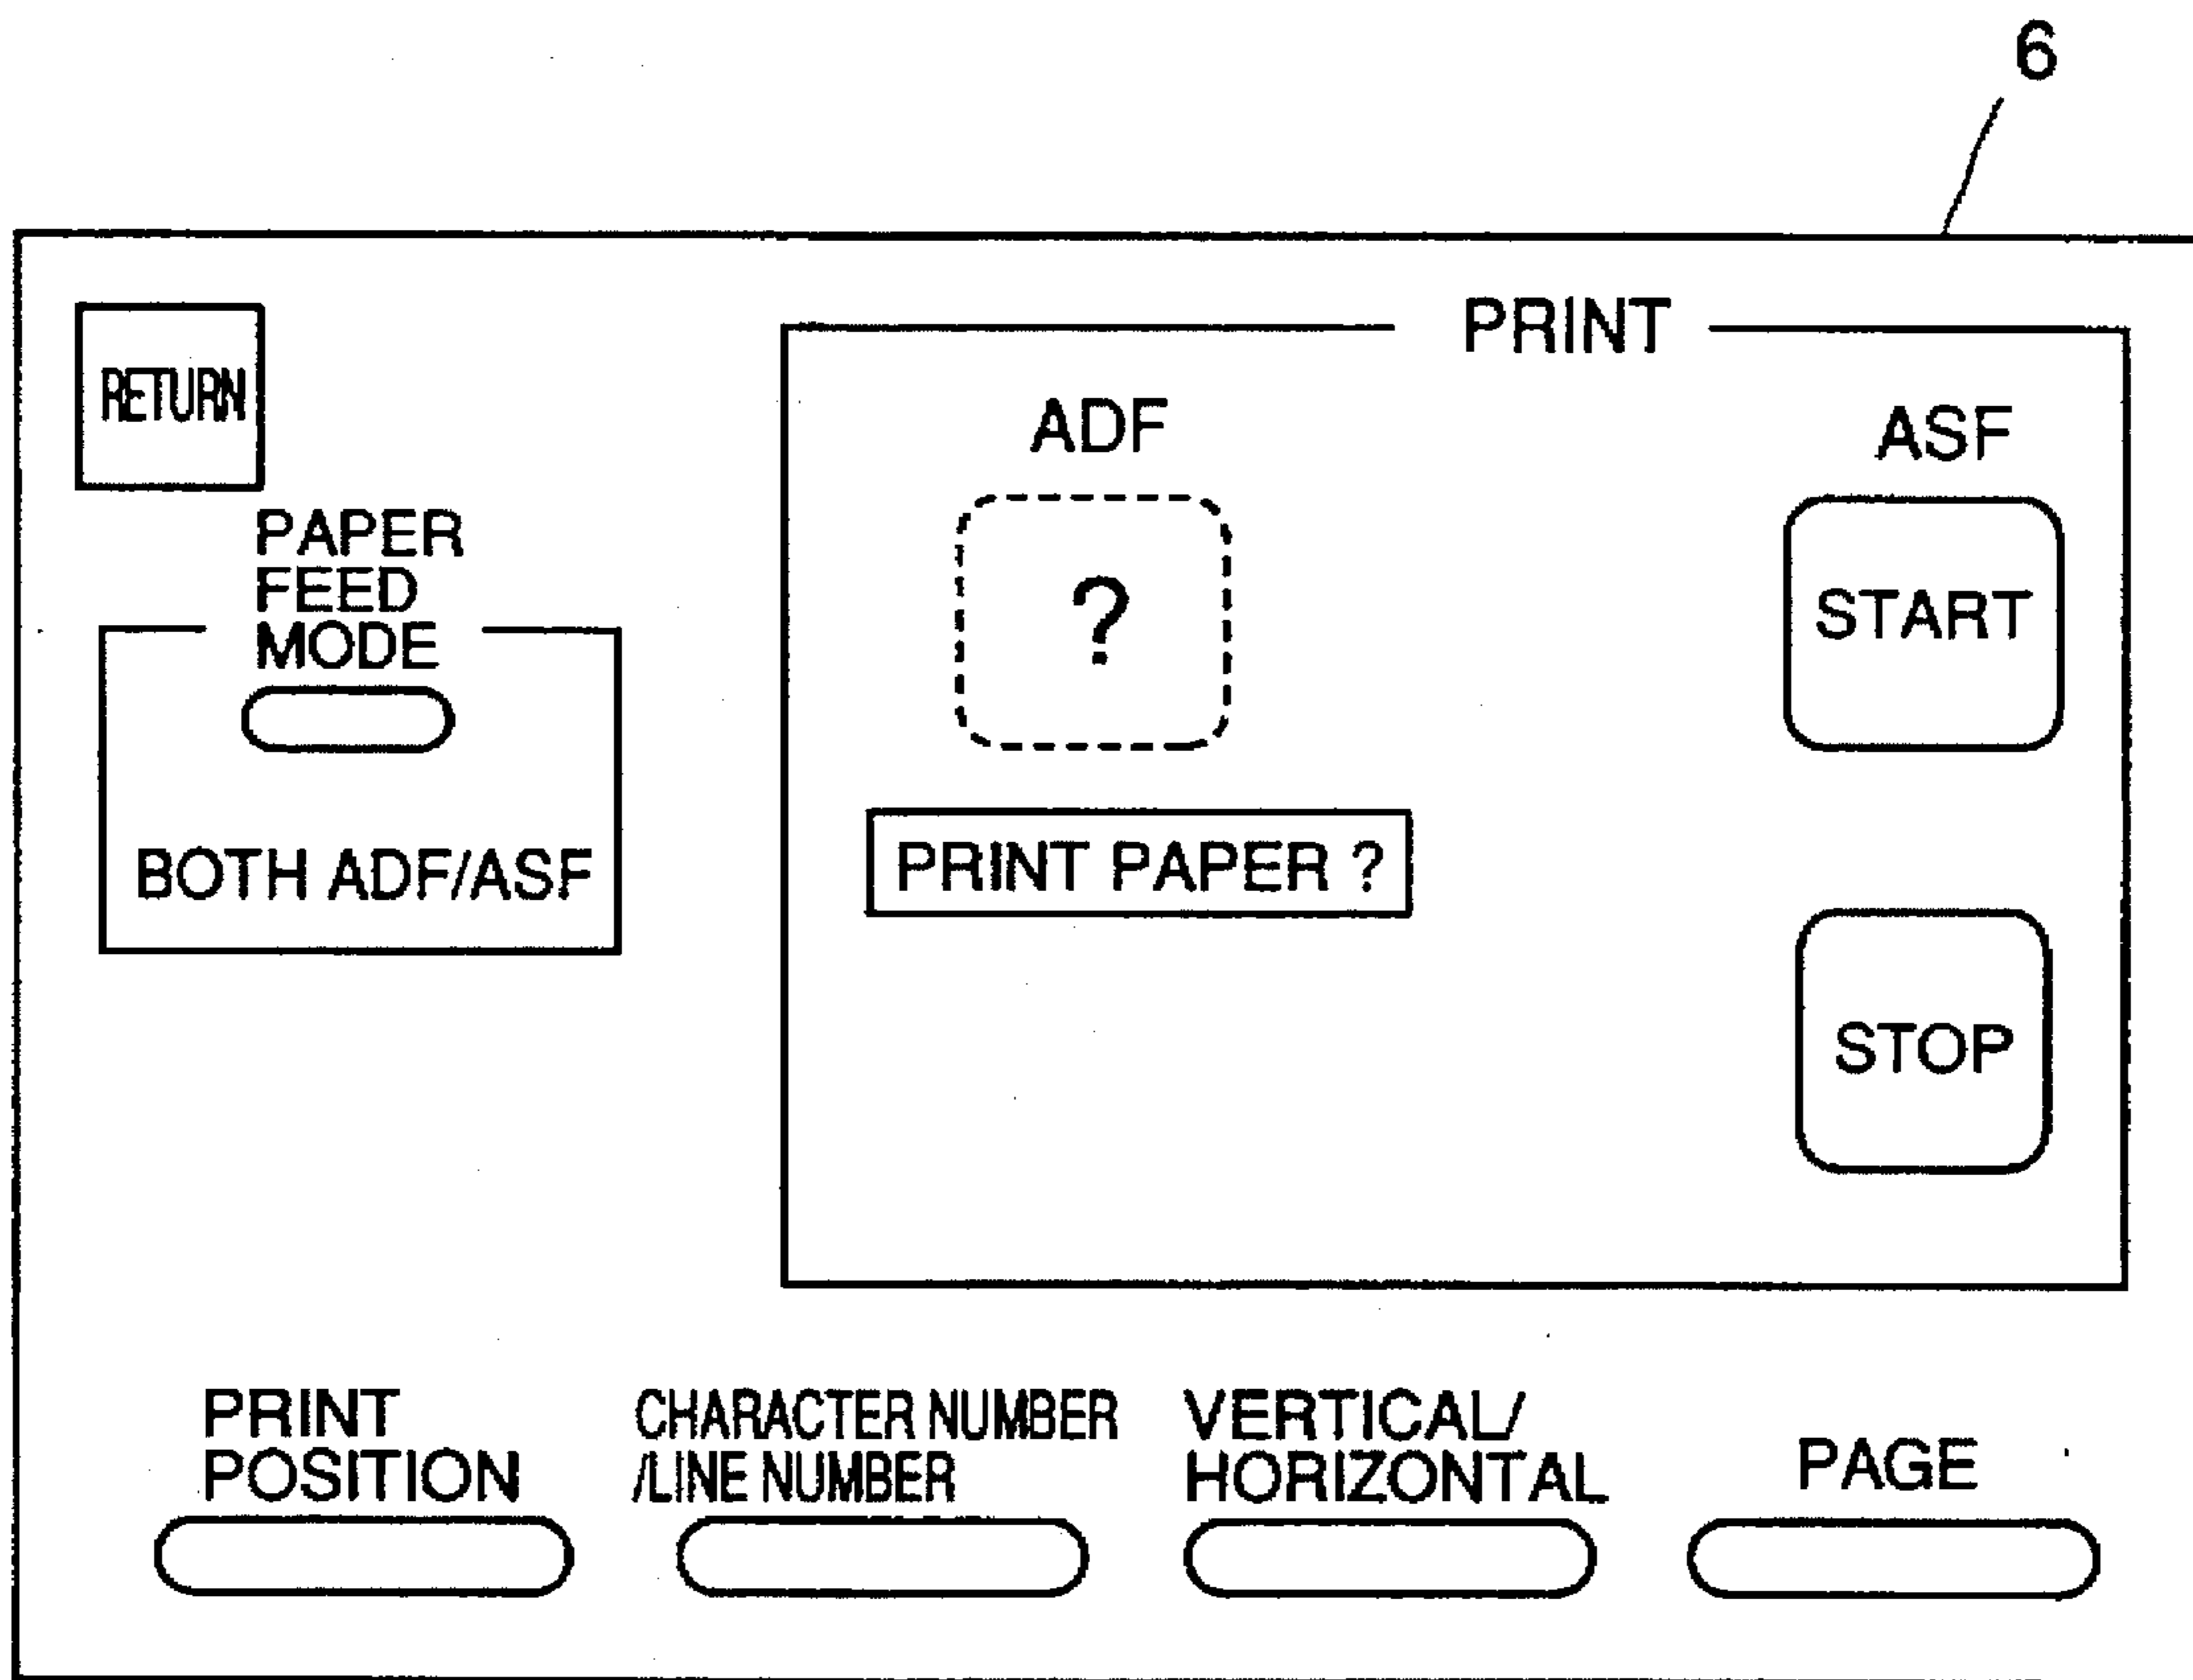 6
RETURN
PAPER
FEED
MODE
BOTH ADF/ASF
PRINT
ADF
ASF
?
START
PRINT PAPER ?
STOP
PRINT
POSITION
CHARACTER NUMBER
/LINE NUMBER
VERTICAL/
HORIZONTAL
PAGE